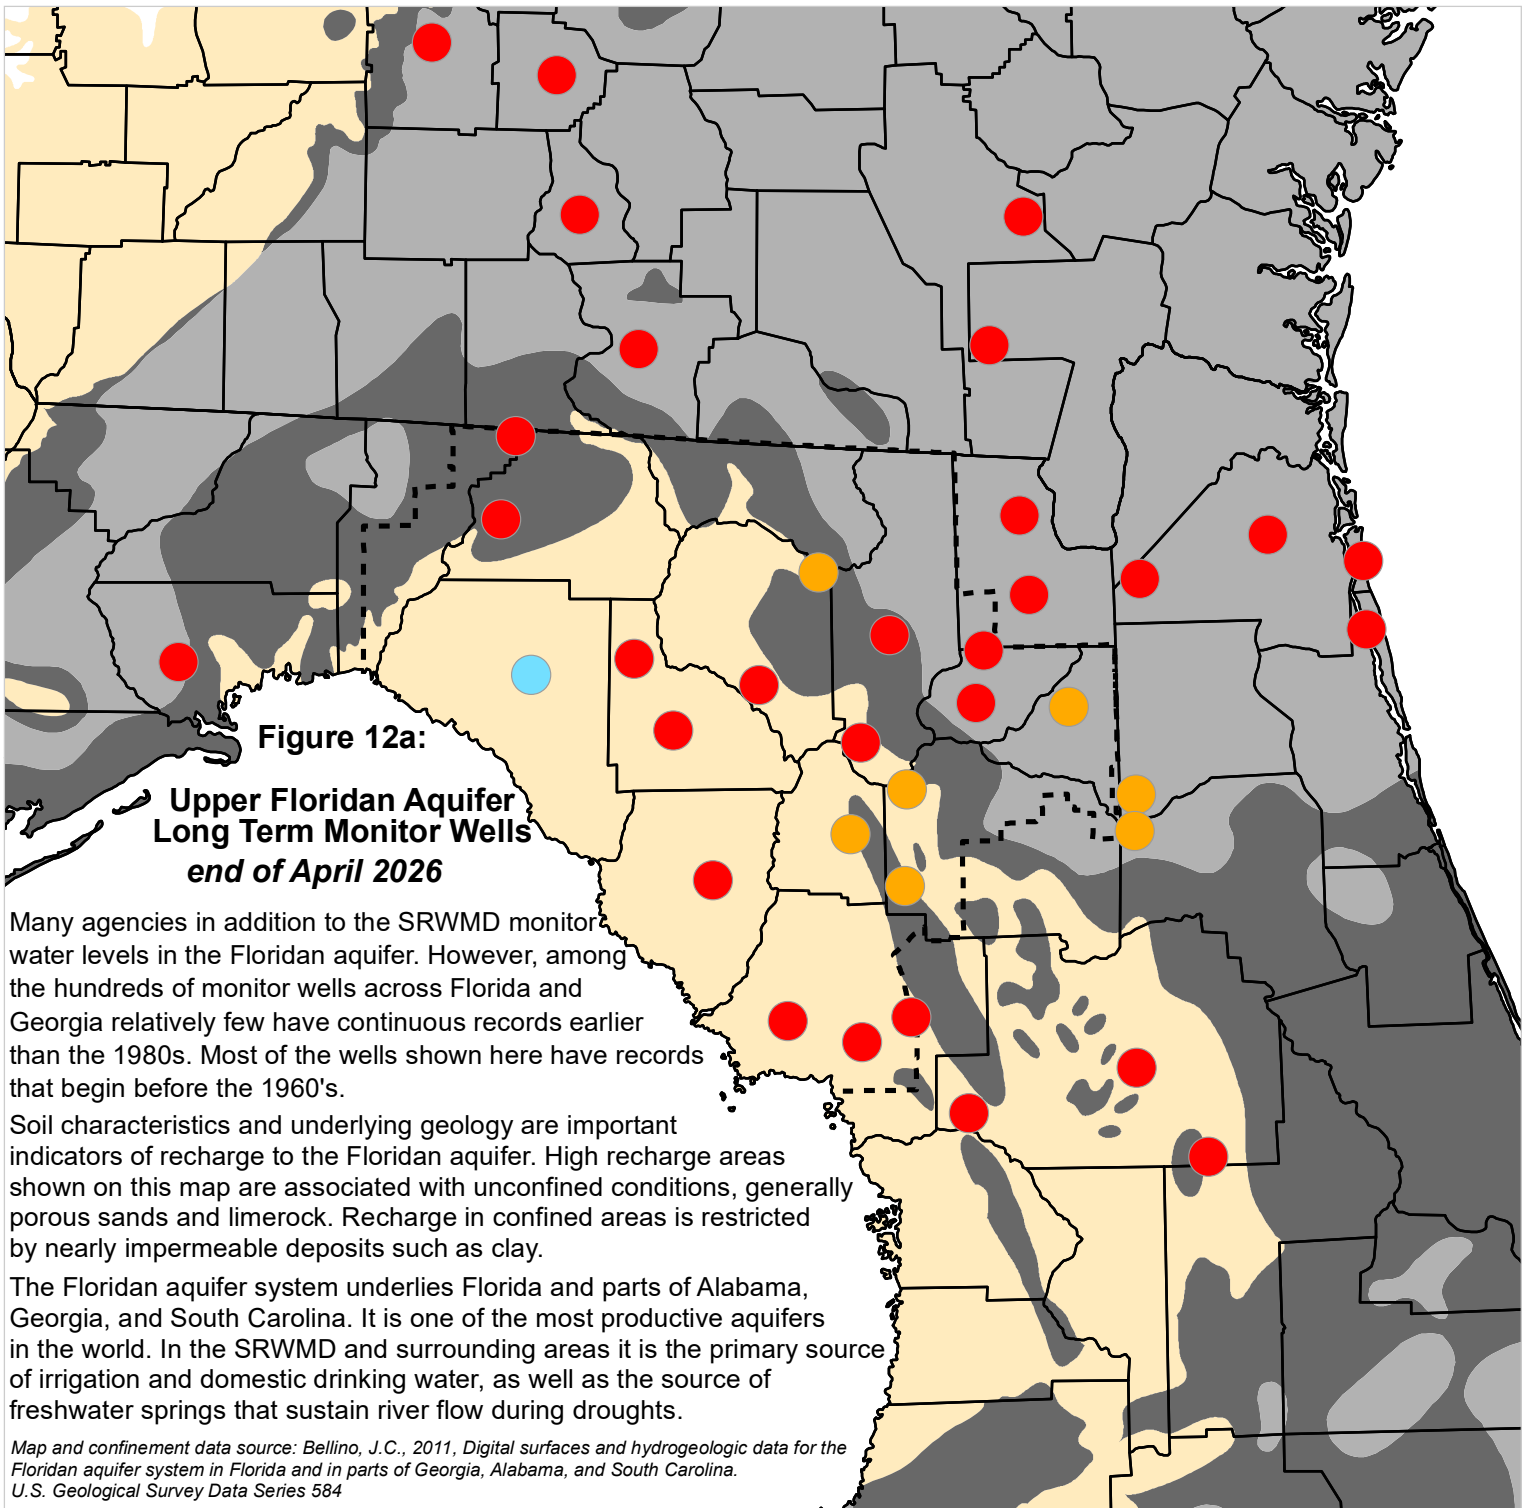 Figure 12a:
Upper Floridan Aquifer
Long Term Monitor Wells
end of April 2026
Many agencies in addition to the SRWMD monitor
water levels in the Floridan aquifer. However, among
the hundreds of monitor wells across Florida and
Georgia relatively few have continuous records earlier
than the 1980s. Most of the wells shown here have records
that begin before the 1960's.
Soil characteristics and underlying geology are important
indicators of recharge to the Floridan aquifer. High recharge areas
shown on this map are associated with unconfined conditions, generally
porous sands and limerock. Recharge in confined areas is restricted
by nearly impermeable deposits such as clay.
The Floridan aquifer system underlies Florida and parts of Alabama,
Georgia, and South Carolina. It is one of the most productive aquifers
in the world. In the SRWMD and surrounding areas it is the primary source
of irrigation and domestic drinking water, as well as the source of
freshwater springs that sustain river flow during droughts.
Map and confinement data source: Bellino, J.C., 2011, Digital surfaces and hydrogeologic data for the
Floridan aquifer system in Florida and in parts of Georgia, Alabama, and South Carolina.
U.S. Geological Survey Data Series 584